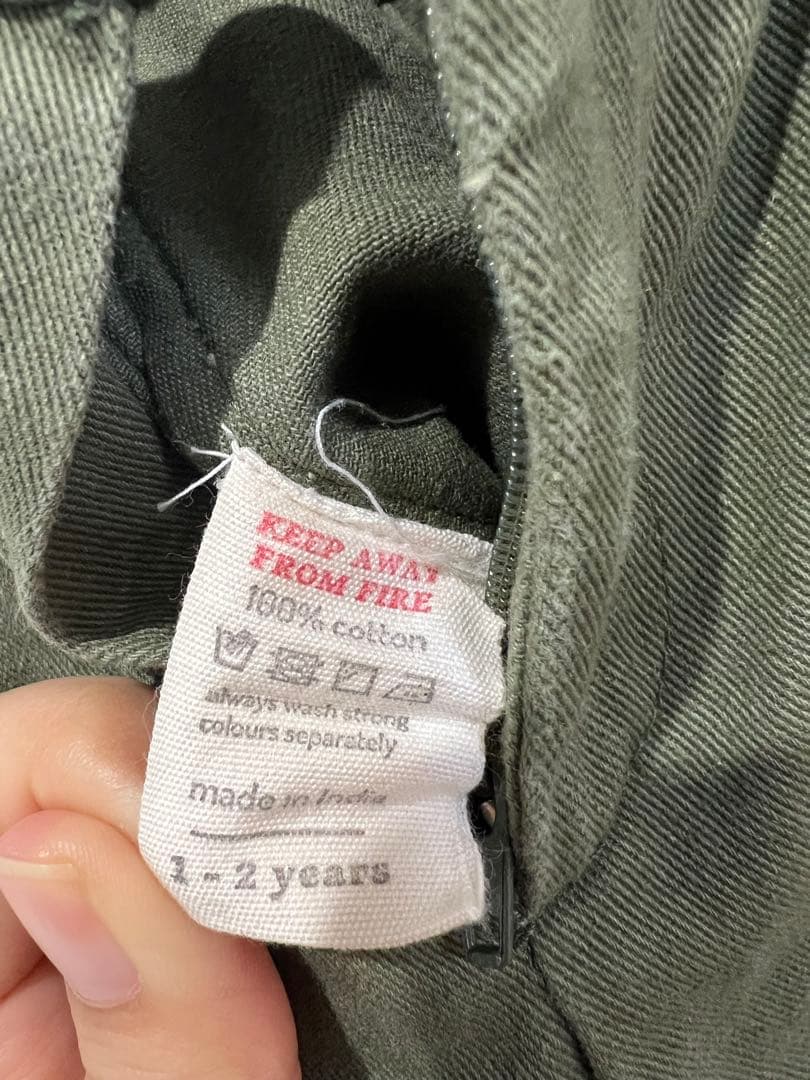 KEEP AWAY
FROM FIRE
100% cotton
always wash strong
colours separately
made in India
1 - 2 years